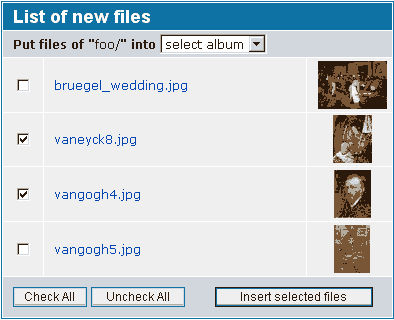 List of new files
Put files of "foo/" into select album
bruegel_wedding.jpg
vaneyck8.jpg
vangogh4.jpg
vangogh5.jpg
Check All Uncheck All Insert selected files